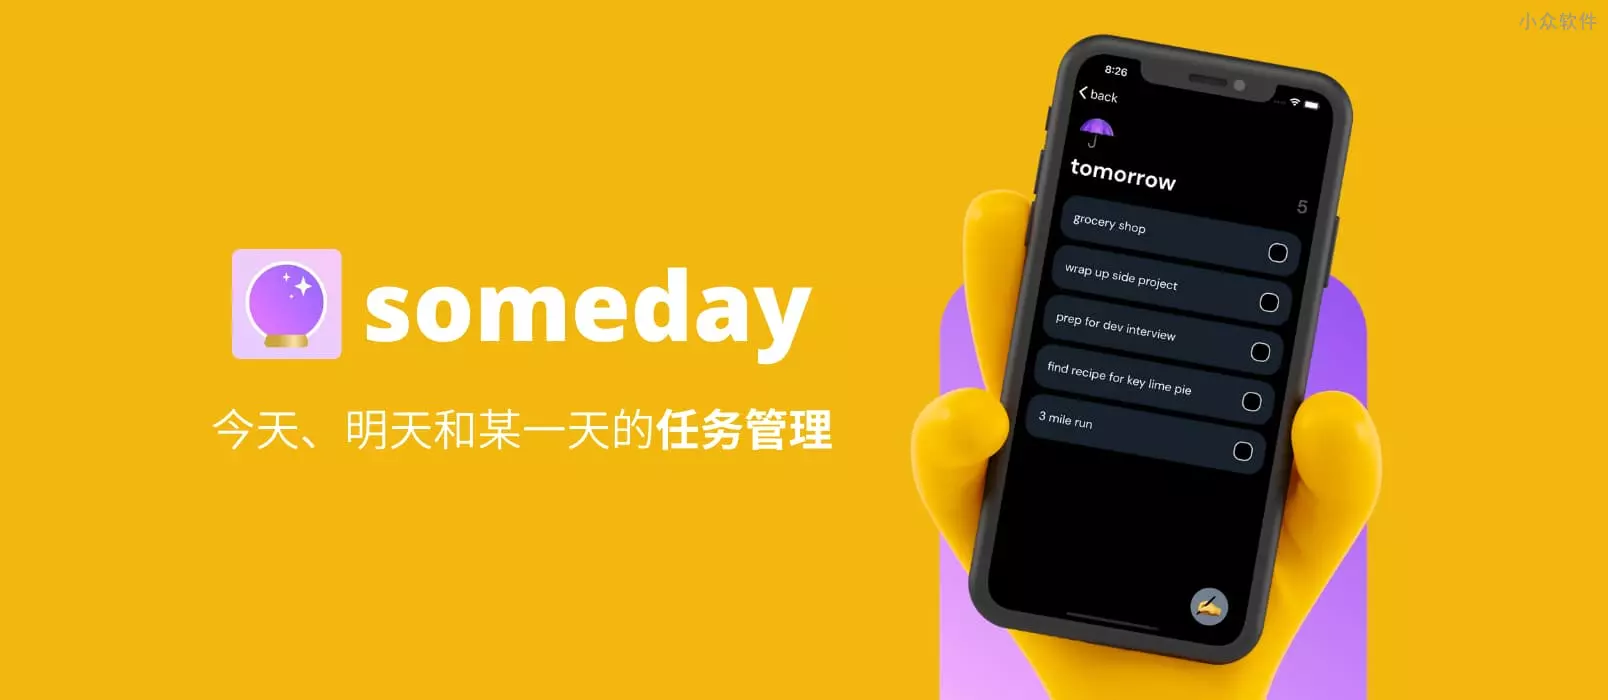 小众软件
someday
今天、明天和某一天的任务管理
8:26
back
tomorrow
5
grocery shop
wrap up side project
prep for dev interview
find recipe for key lime pie
3 mile run